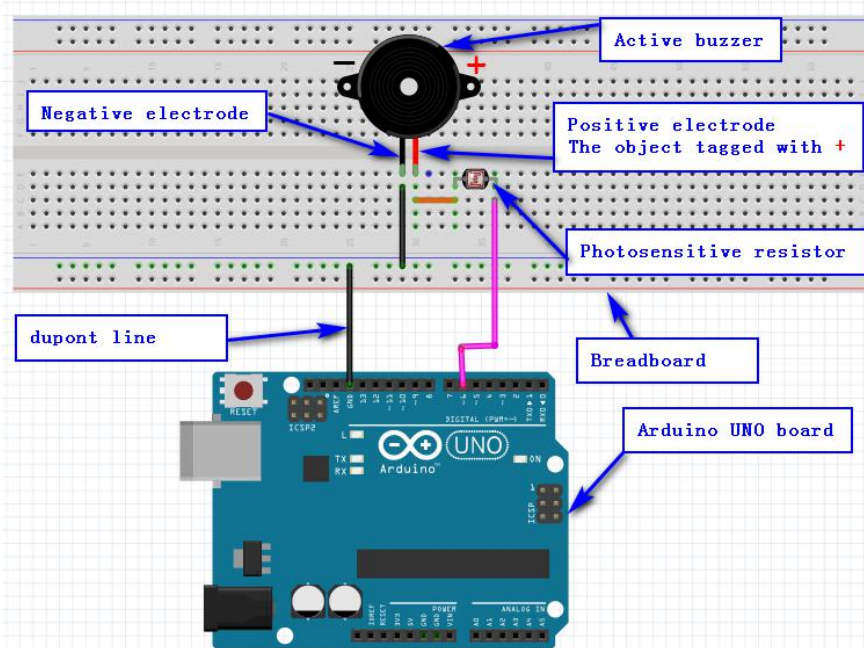 Active buzzer
−
+
Negative electrode
Positive electrode
The object tagged with +
Photosensitive resistor
dupont line
Breadboard
Arduino UNO board
RESET
ICSP2
AREF
GND
13
12
~11
~10
~9
8
7
~6
~5
4
~3
2
TX0▶1
RX0◀0
DIGITAL (PWM=~)
L
TX
RX
UNO
Arduino™
ON
1
ICSP
IOREF
RESET
3V3
5V
GND
GND
VIN
POWER
ANALOG IN
A0
A1
A2
A3
A4
A5